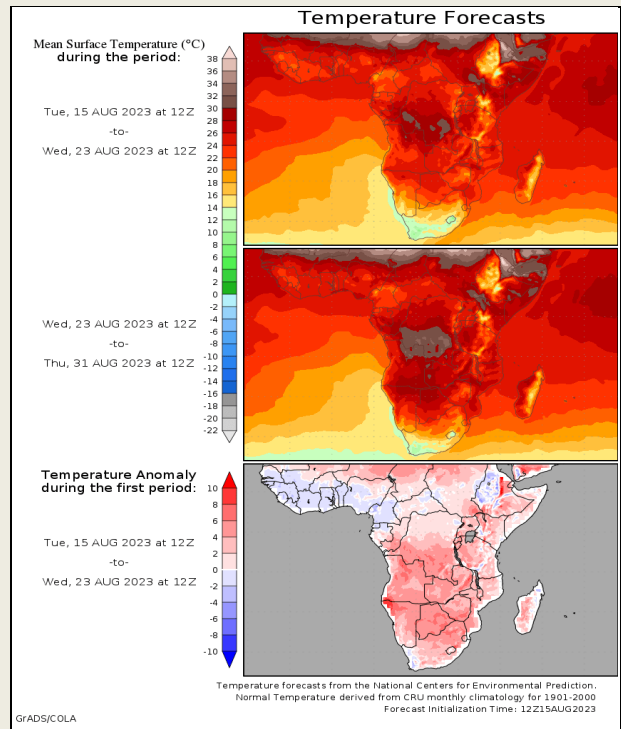 Temperature Forecasts
Mean Surface Temperature (°C)
during the period:
Tue, 15 AUG 2023 at 12Z
-to-
Wed, 23 AUG 2023 at 12Z
38
36
34
32
30
28
26
24
22
20
18
16
14
12
10
8
6
4
2
0
-2
-4
-6
-8
-10
-12
-14
-16
-18
-20
-22
Wed, 23 AUG 2023 at 12Z
-to-
Thu, 31 AUG 2023 at 12Z
Temperature Anomaly
during the first period:
Tue, 15 AUG 2023 at 12Z
-to-
Wed, 23 AUG 2023 at 12Z
10
8
6
4
2
0
-2
-4
-6
-8
-10
Temperature forecasts from the National Centers for Environmental Prediction.
Normal Temperature derived from CRU monthly climatology for 1901-2000
Forecast Initialization Time: 12Z15AUG2023
GrADS/COLA